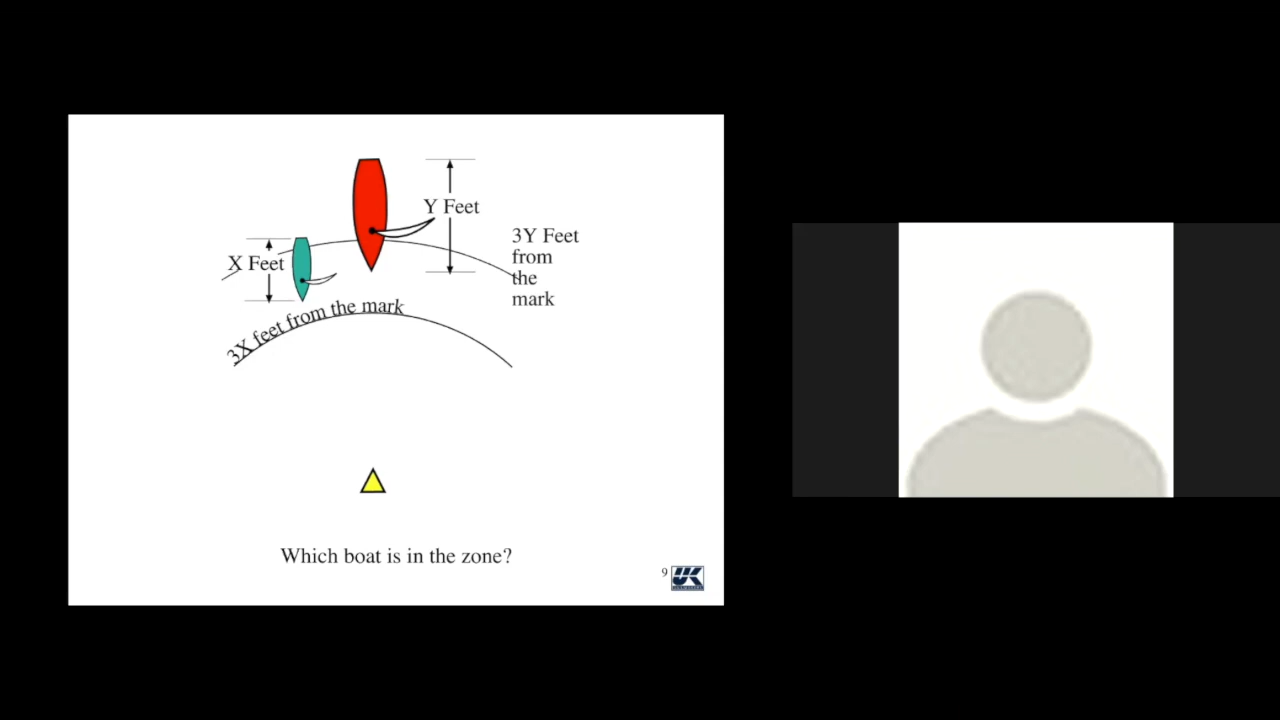 Y Feet
3Y Feet
from
the
mark
X Feet
3X feet from the mark
Which boat is in the zone?
9
UK